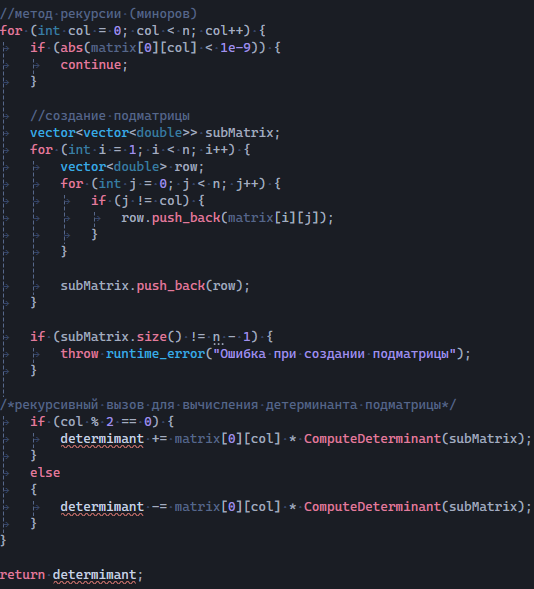 //метод рекурсии (миноров)
for (int col = 0; col < n; col++) {
if (abs(matrix[0][col] < 1e-9)) {
continue;
}
//создание подматрицы
vector<vector<double>> subMatrix;
for (int i = 1; i < n; i++) {
vector<double> row;
for (int j = 0; j < n; j++) {
if (j != col) {
row.push_back(matrix[i][j]);
}
}
subMatrix.push_back(row);
}
if (subMatrix.size() != n - 1) {
throw runtime_error("Ошибка при создании подматрицы");
}
/*рекурсивный вызов для вычисления детерминанта подматрицы*/
if (col % 2 == 0) {
determimant += matrix[0][col] * ComputeDeterminant(subMatrix);
}
else
{
determimant -= matrix[0][col] * ComputeDeterminant(subMatrix);
}
}
return determimant;